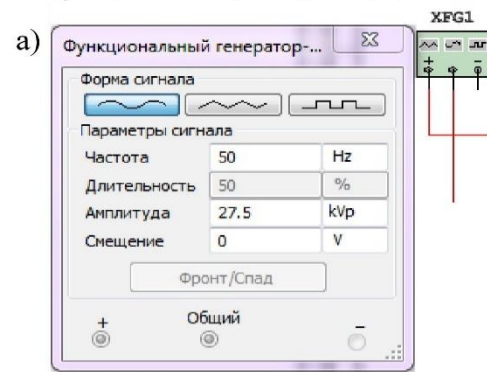 XFG1
а)
Функциональный генератор-...
Форма сигнала
Параметры сигнала
Частота 50 Hz
Длительность 50 %
Амплитуда 27.5 kVp
Смещение 0 V
Фронт/Спад
+ Общий −
+ −